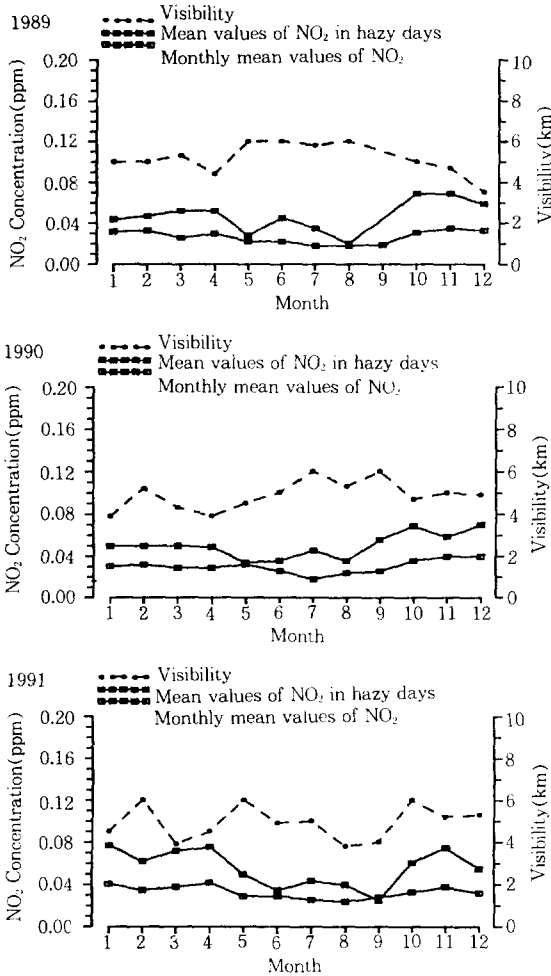 1989
Visibility
Mean values of NO₂ in hazy days
Monthly mean values of NO₂
NO₂ Concentration(ppm)
0.20
0.16
0.12
0.08
0.04
0.00
10
8
6
4
2
0
Visibility(km)
1 2 3 4 5 6 7 8 9 10 11 12
Month
1990
Visibility
Mean values of NO₂ in hazy days
Monthly mean values of NO₂
NO₂ Concentration(ppm)
0.20
0.16
0.12
0.08
0.04
0.00
10
8
6
4
2
0
Visibility(km)
1 2 3 4 5 6 7 8 9 10 11 12
Month
1991
Visibility
Mean values of NO₂ in hazy days
Monthly mean values of NO₂
NO₂ Concentration(ppm)
0.20
0.16
0.12
0.08
0.04
0.00
10
8
6
4
2
0
Visibility(km)
1 2 3 4 5 6 7 8 9 10 11 12
Month